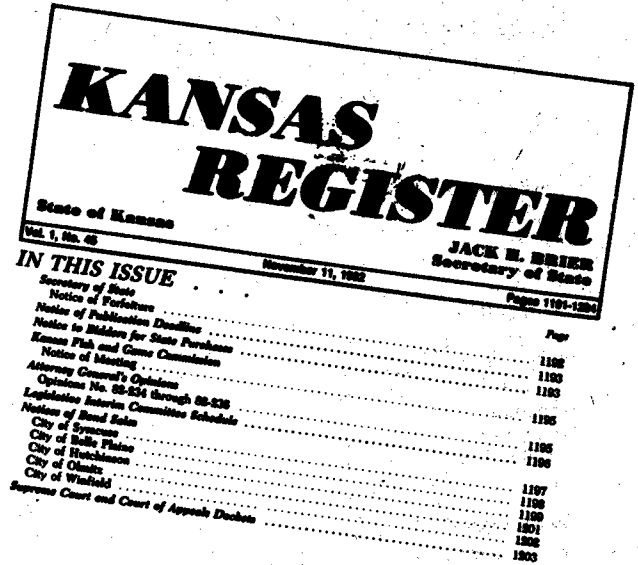 KANSAS
REGISTER
State of Kansas
JACK H. BRIER
Secretary of State
Vol. 1, No. 45 November 11, 1982 Pages 1191-1204
IN THIS ISSUE . . .
Page
Secretary of State
Notice of Forfeiture 1192
Notice of Publication Deadline 1193
Notice to Bidders for State Purchases 1193
Kansas Fish and Game Commission
Notice of Meeting 1195
Attorney General's Opinions
Opinions No. 82-234 through 82-236 1195
Legislative Interim Committee Schedule 1196
Notices of Bond Sales
City of Syracuse 1197
City of Belle Plaine 1198
City of Hutchinson 1199
City of Olmitz 1201
City of Winfield 1202
Supreme Court and Court of Appeals Dockets 1203